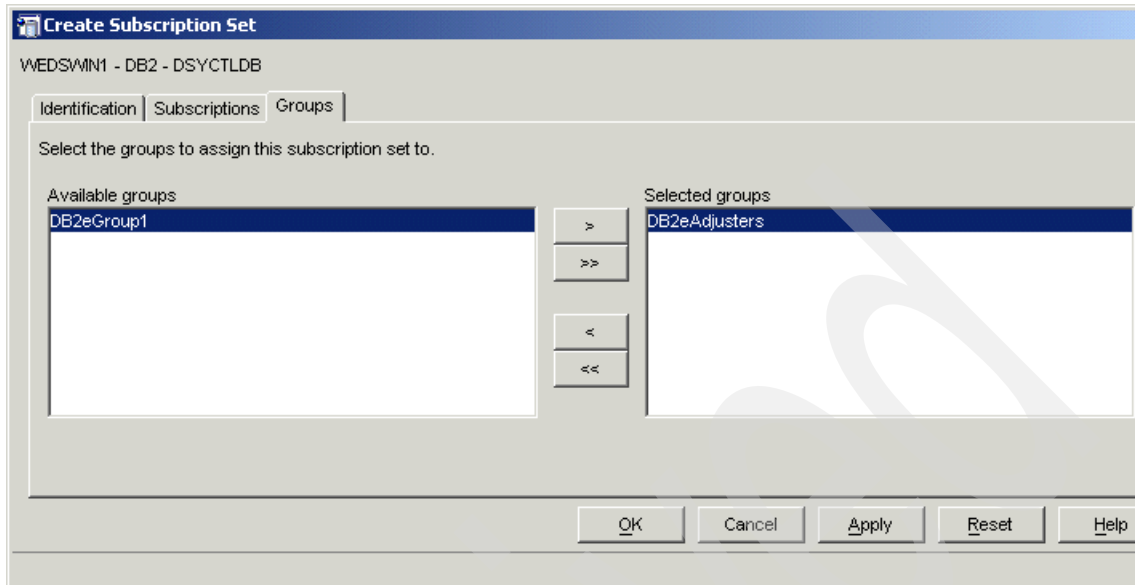 Create Subscription Set
WEDSWIN1 - DB2 - DSYCTLDB
Identification Subscriptions Groups
Select the groups to assign this subscription set to.
Available groups Selected groups
DB2eGroup1 DB2eAdjusters
>
>>
<
<<
OK Cancel Apply Reset Help